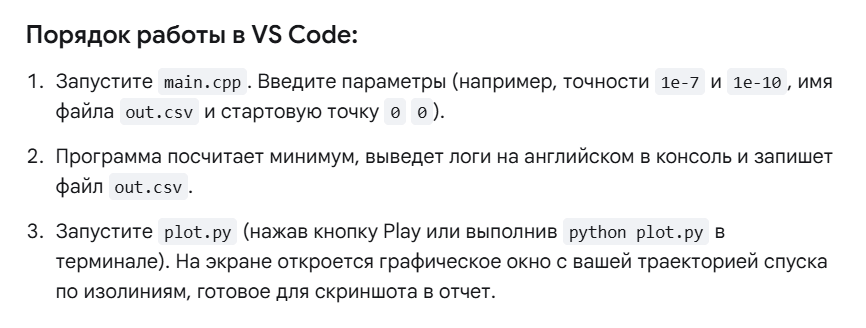 Порядок работы в VS Code:
1. Запустите main.cpp. Введите параметры (например, точности 1e-7 и 1e-10, имя
файла out.csv и стартовую точку 0 0).
2. Программа посчитает минимум, выведет логи на английском в консоль и запишет
файл out.csv.
3. Запустите plot.py (нажав кнопку Play или выполнив python plot.py в
терминале). На экране откроется графическое окно с вашей траекторией спуска
по изолиниям, готовое для скриншота в отчет.